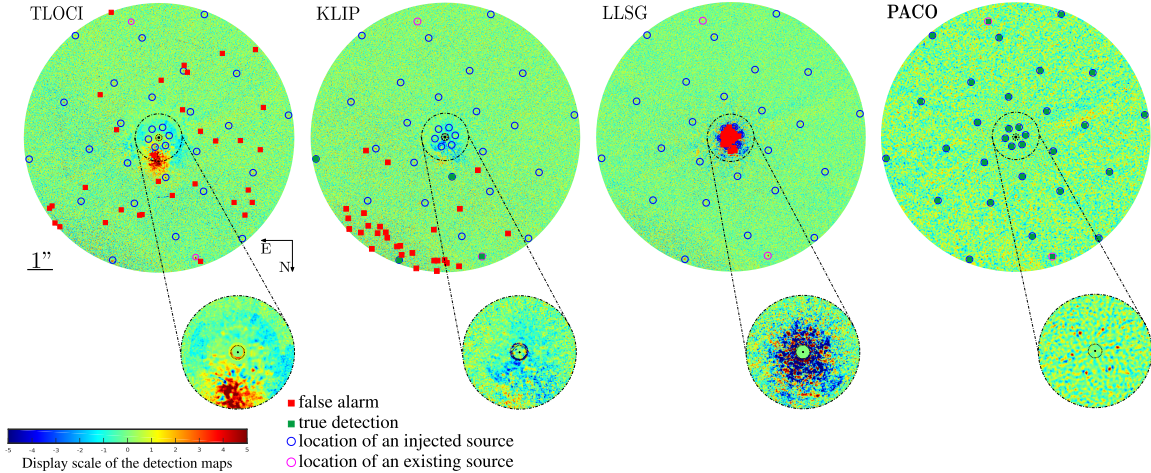 TLOCI
KLIP
LLSG
PACO
1”
E
N
false alarm
true detection
location of an injected source
location of an existing source
-5 -4 -3 -2 -1 0 1 2 3 4 5
Display scale of the detection maps